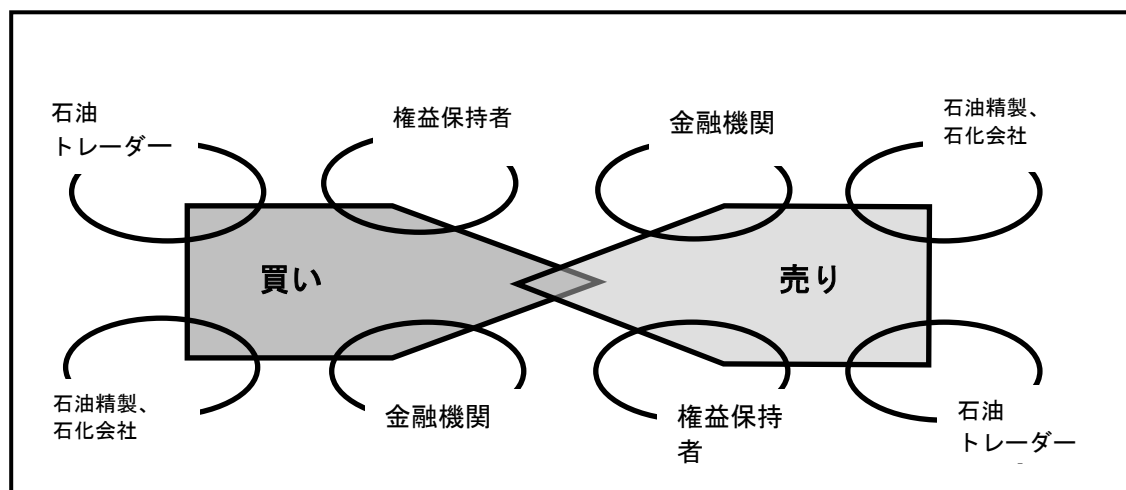 石油
トレーダー
権益保持者
金融機関
石油精製、
石化会社
買い
売り
石油精製、
石化会社
金融機関
権益保持
者
石油
トレーダー